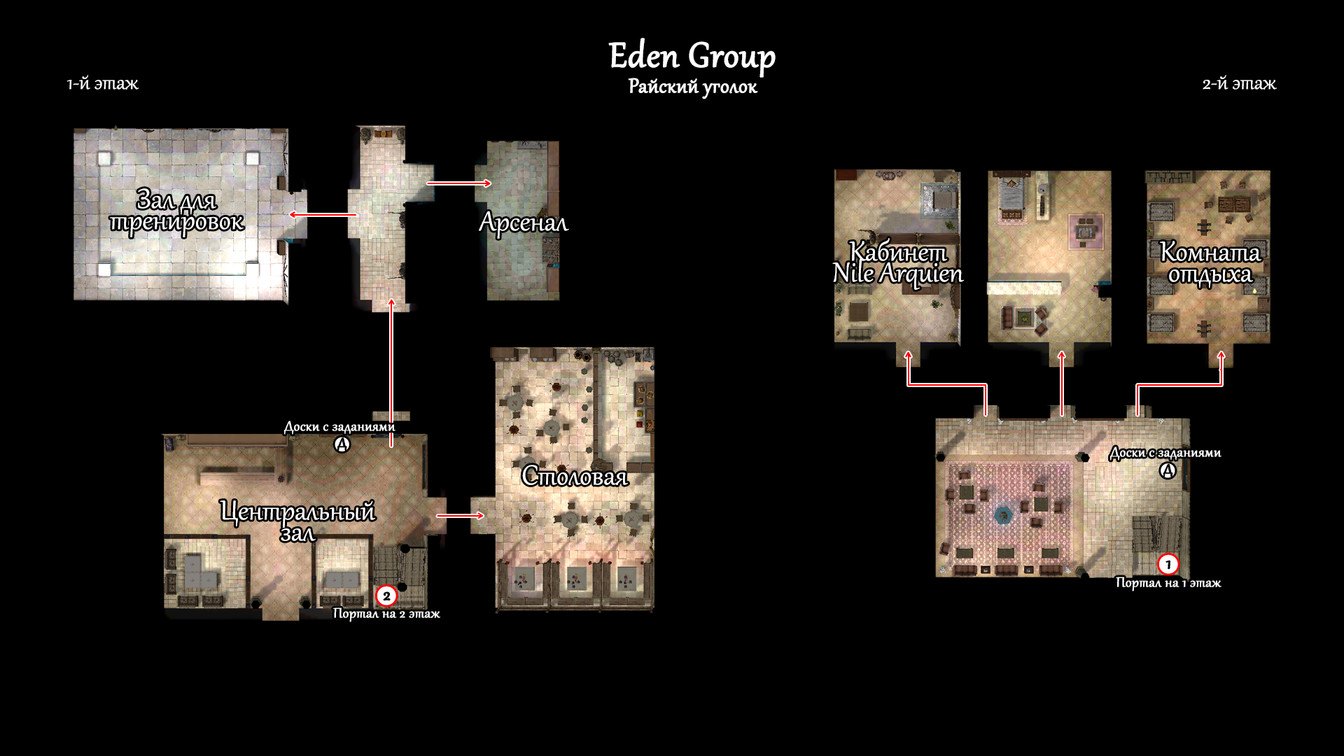 Eden Group
Райский уголок
1-й этаж
2-й этаж
Зал для
тренировок
Арсенал
Доски с заданиями
A
Центральный
зал
Столовая
2
Портал на 2 этаж
Кабинет
Nile Arquien
Комната
отдыха
Доски с заданиями
A
1
Портал на 1 этаж